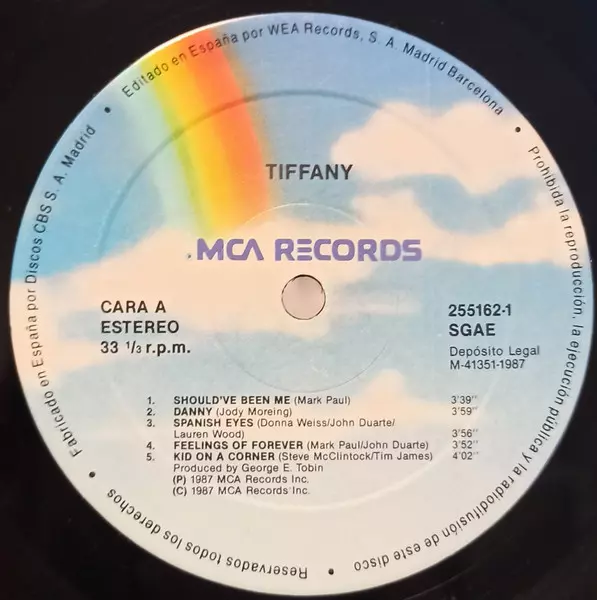 Editado en España por WEA Records, S. A. Madrid Barcelona •
Prohibida la reproducción, la ejecución pública y la radiodifusión de este disco •
Reservados todos los derechos •
Fabricado en España por Discos CBS S. A. Madrid •
TIFFANY
MCA RECORDS
CARA A
ESTEREO
33 1/3 r.p.m.
255162-1
SGAE
Depósito Legal
M-41351-1987
1. SHOULD'VE BEEN ME (Mark Paul) 3'39"
2. DANNY (Jody Moreing) 3'59"
3. SPANISH EYES (Donna Weiss/John Duarte/
Lauren Wood) 3'56"
4. FEELINGS OF FOREVER (Mark Paul/John Duarte) 3'52"
5. KID ON A CORNER (Steve McClintock/Tim James) 4'02"
Produced by George E. Tobin
(P) 1987 MCA Records Inc.
(C) 1987 MCA Records Inc.